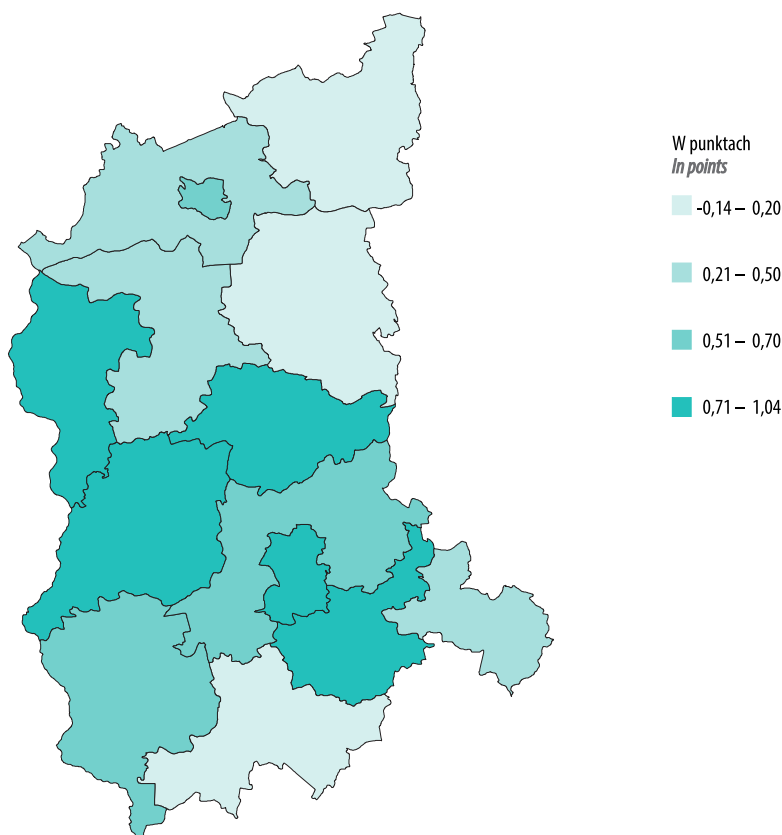 W punktach
In points
-0,14 – 0,20
0,21 – 0,50
0,51 – 0,70
0,71 – 1,04